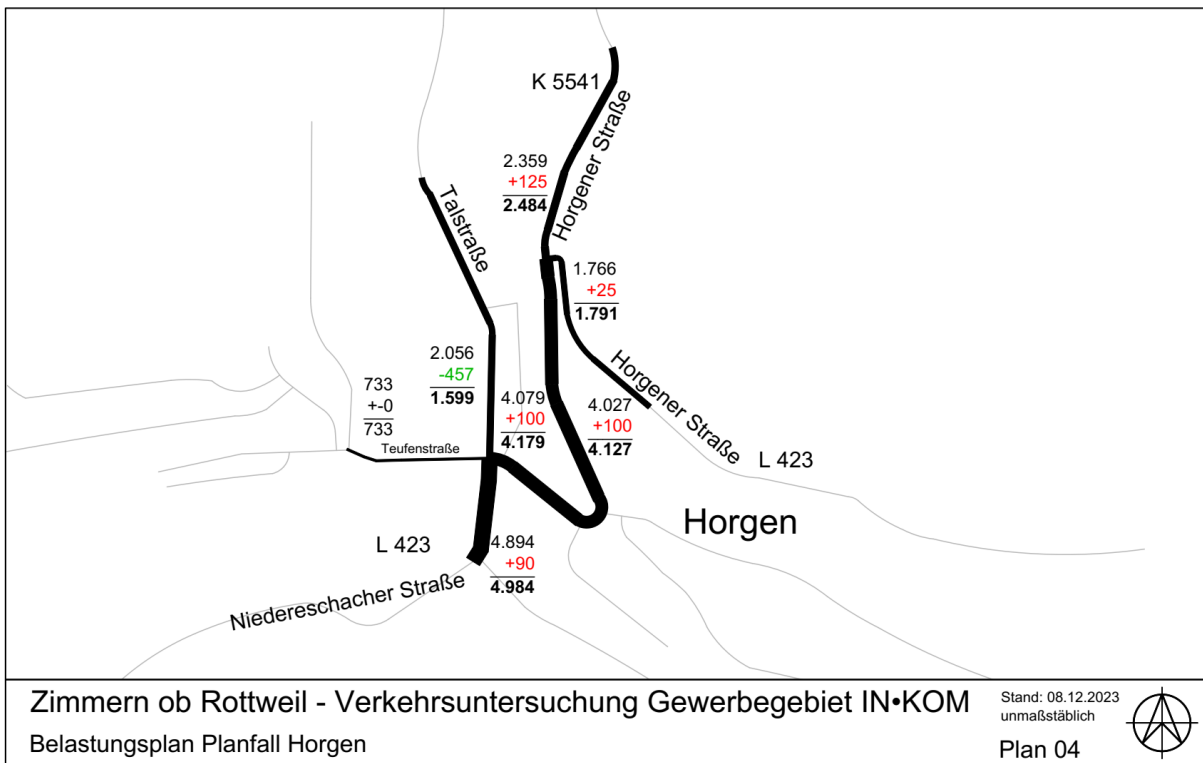 K 5541
Horgener Straße
2.359
+125
2.484
Talstraße
1.766
+25
1.791
2.056
-457
1.599
733
+-0
733
4.079
+100
4.179
4.027
+100
4.127
Horgener Straße
Teufenstraße
L 423
Horgen
L 423
4.894
+90
4.984
Niedereschacher Straße
Zimmern ob Rottweil - Verkehrsuntersuchung Gewerbegebiet IN•KOM
Belastungsplan Planfall Horgen
Stand: 08.12.2023
unmaßstäblich
Plan 04